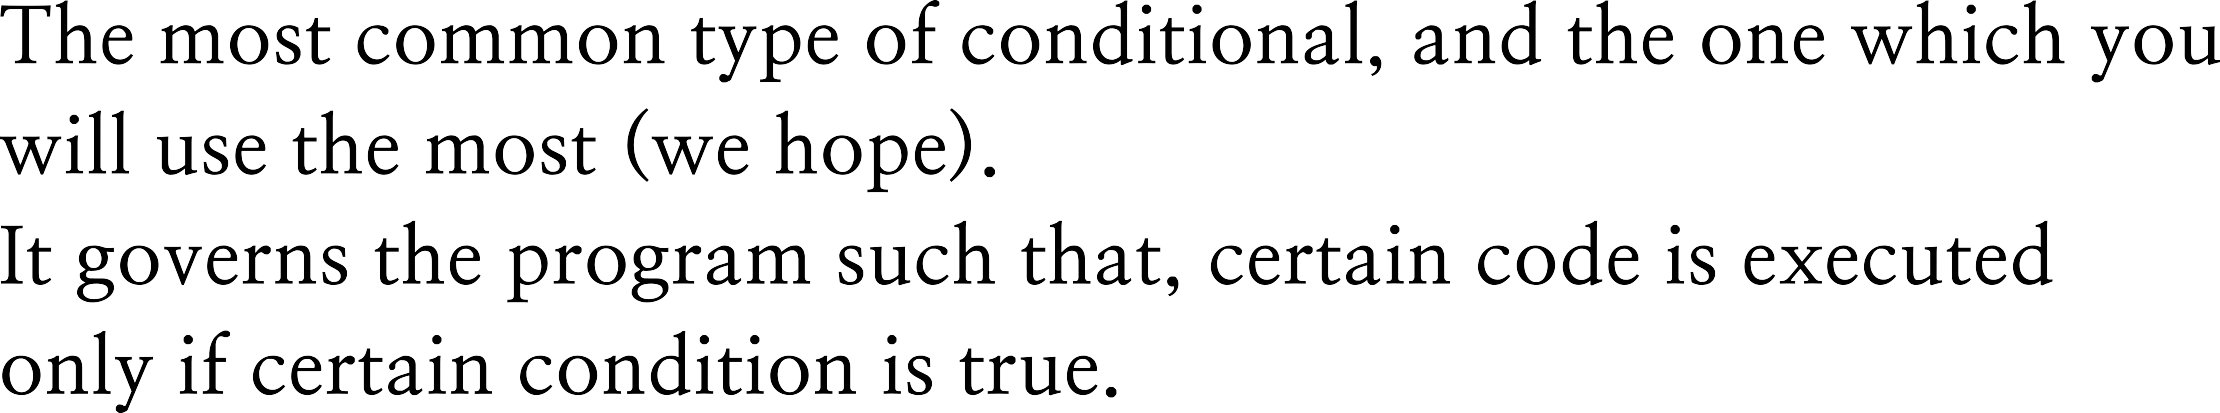 The most common type of conditional, and the one which you
will use the most (we hope).
It governs the program such that, certain code is executed
only if certain condition is true.